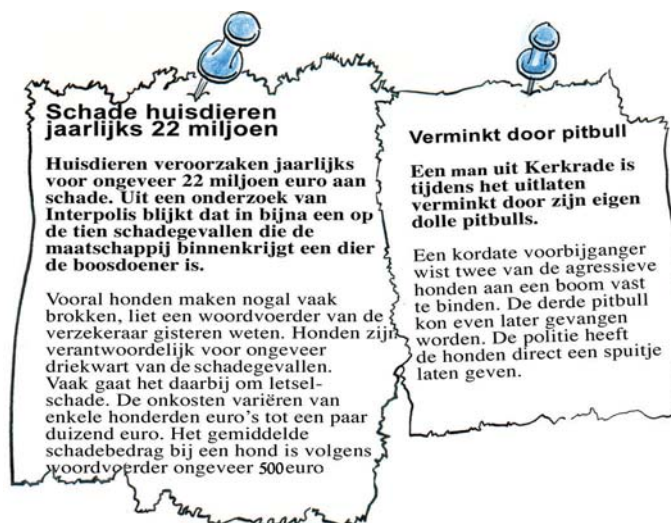 Schade huisdieren
jaarlijks 22 miljoen
Huisdieren veroorzaken jaarlijks
voor ongeveer 22 miljoen euro aan
schade. Uit een onderzoek van
Interpolis blijkt dat in bijna een op
de tien schadegevallen die de
maatschappij binnenkrijgt een dier
de boosdoener is.
Vooral honden maken nogal vaak
brokken, liet een woordvoerder van de
verzekeraar gisteren weten. Honden zijn
verantwoordelijk voor ongeveer
driekwart van de schadegevallen.
Vaak gaat het daarbij om letsel-
schade. De onkosten variëren van
enkele honderden euro's tot een paar
duizend euro. Het gemiddelde
schadebedrag bij een hond is volgens
woordvoerder ongeveer 500 euro
Verminkt door pitbull
Een man uit Kerkrade is
tijdens het uitlaten
verminkt door zijn eigen
dolle pitbulls.
Een kordate voorbijganger
wist twee van de agressieve
honden aan een boom vast
te binden. De derde pitbull
kon even later gevangen
worden. De politie heeft
de honden direct een spuitje
laten geven.